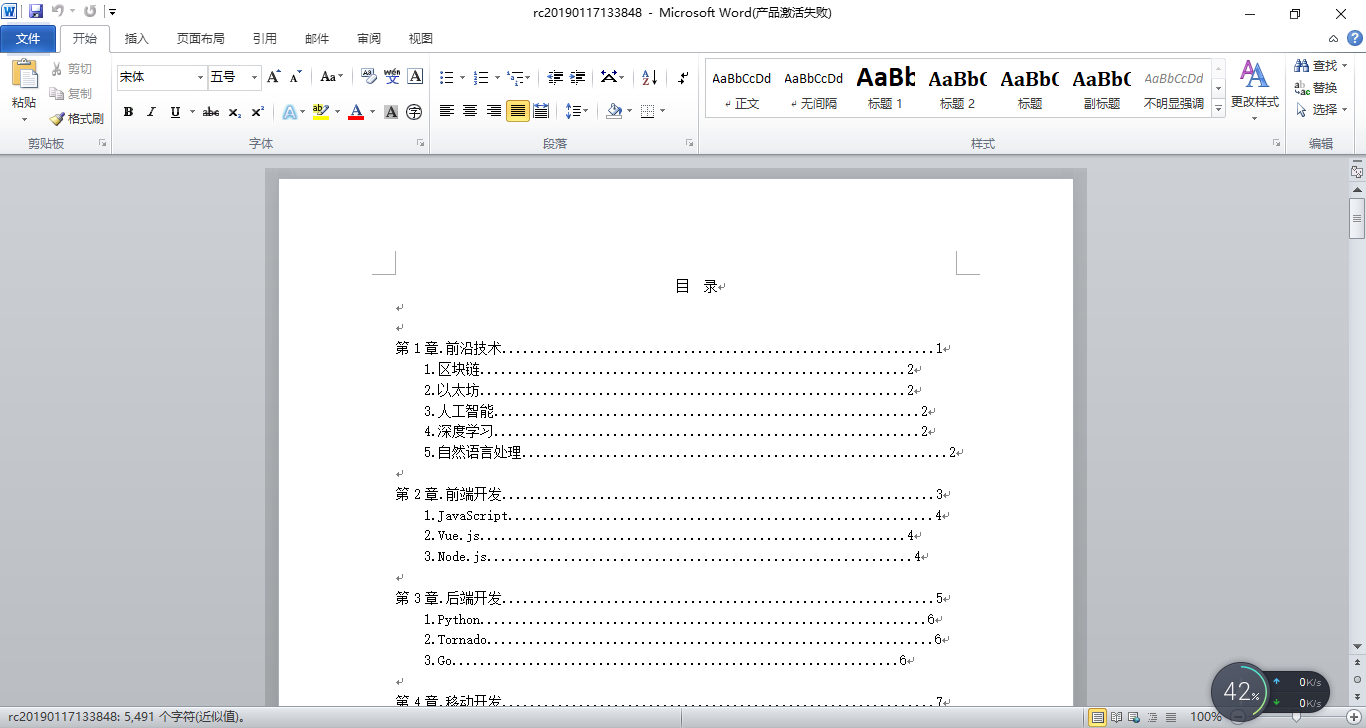 rc20190117133848 - Microsoft Word(产品激活失败)
文件 开始 插入 页面布局 引用 邮件 审阅 视图
剪切
复制
格式刷
粘贴
剪贴板
宋体 五号
字体
段落
AaBbCcDd AaBbCcDd AaBb AaBb( AaBb( AaBb( AaBbCcDd
正文 无间隔 标题 1 标题 2 标题 副标题 不明显强调
更改样式
样式
查找
替换
选择
编辑
目 录
第 1 章.前沿技术..............................................................1
1.区块链.............................................................2
2.以太坊.............................................................2
3.人工智能.............................................................2
4.深度学习.............................................................2
5.自然语言处理.............................................................2
第 2 章.前端开发..............................................................3
1.JavaScript.............................................................4
2.Vue.js.............................................................4
3.Node.js.............................................................4
第 3 章.后端开发..............................................................5
1.Python................................................................6
2.Tornado................................................................6
3.Go................................................................6
第 4 章.移动开发..............................................................7
42%
0K/s
0K/s
rc20190117133848: 5,491 个字符(近似值)。
100%